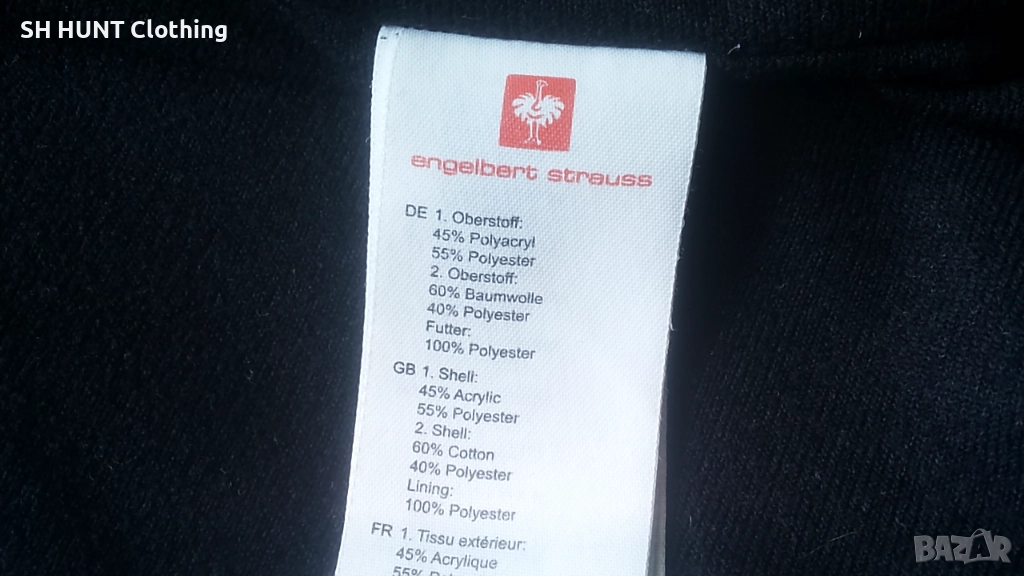 SH HUNT Clothing
engelbert strauss
DE 1. Oberstoff:
45% Polyacryl
55% Polyester
2. Oberstoff:
60% Baumwolle
40% Polyester
Futter:
100% Polyester
GB 1. Shell:
45% Acrylic
55% Polyester
2. Shell:
60% Cotton
40% Polyester
Lining:
100% Polyester
FR 1. Tissu extérieur:
45% Acrylique
55%
BAZAR